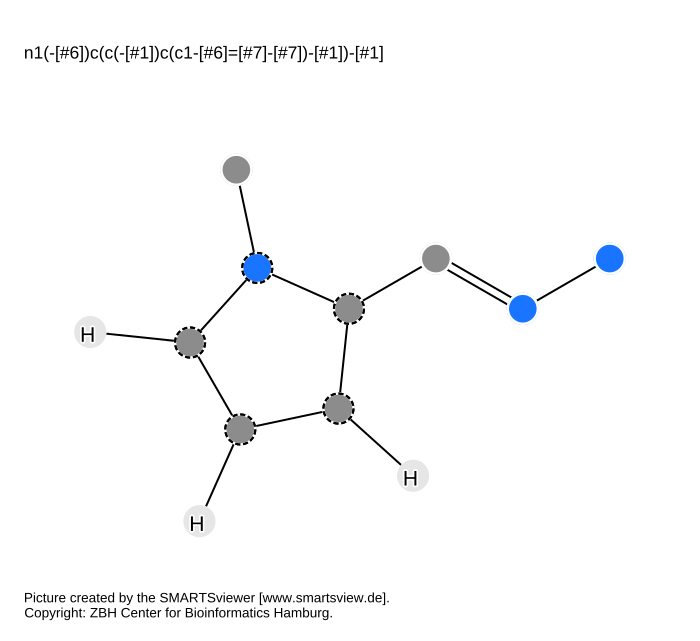 n1(-[#6])c(c(-[#1])c(c1-[#6]=[#7]-[#7])-[#1])-[#1]
H
H
H
Picture created by the SMARTSviewer [www.smartsview.de].
Copyright: ZBH Center for Bioinformatics Hamburg.